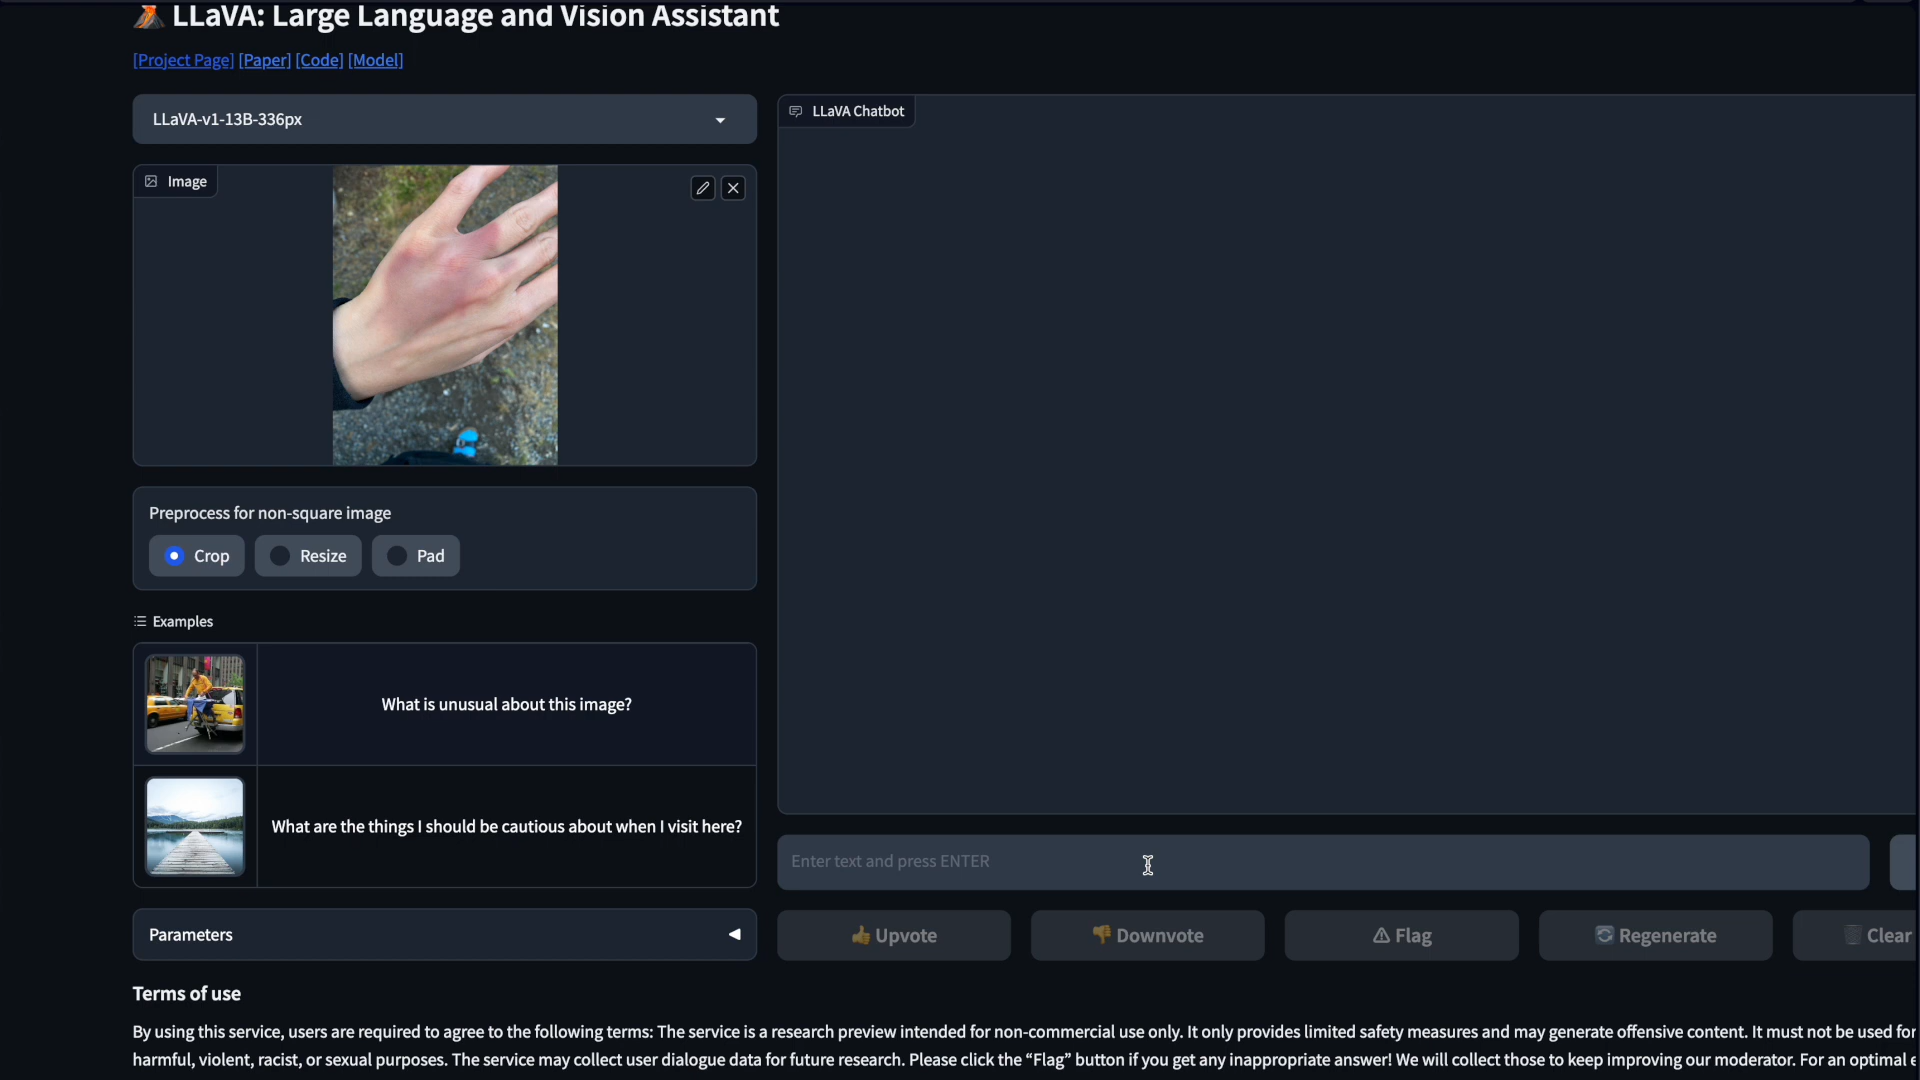 LLaVA: Large Language and Vision Assistant
[Project Page] [Paper] [Code] [Model]
LLaVA-v1-13B-336px
Image
Preprocess for non-square image
Crop
Resize
Pad
Examples
What is unusual about this image?
What are the things I should be cautious about when I visit here?
Parameters
LLaVA Chatbot
Enter text and press ENTER
Upvote
Downvote
Flag
Regenerate
Clear
Terms of use
By using this service, users are required to agree to the following terms: The service is a research preview intended for non-commercial use only. It only provides limited safety measures and may generate offensive content. It must not be used for
harmful, violent, racist, or sexual purposes. The service may collect user dialogue data for future research. Please click the “Flag” button if you get any inappropriate answer! We will collect those to keep improving our moderator. For an optimal